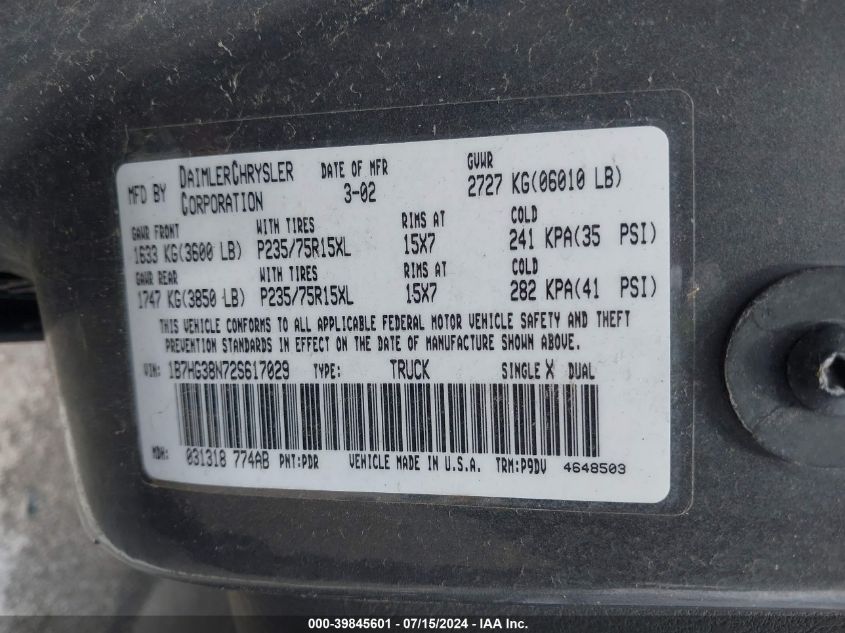 MFD BY DAIMLERCHRYSLER CORPORATION DATE OF MFR 3-02 GVWR 2727 KG(06010 LB)
GAWR FRONT WITH TIRES RIMS AT COLD
1633 KG(3600 LB) P235/75R15XL 15X7 241 KPA(35 PSI)
GAWR REAR WITH TIRES RIMS AT COLD
1747 KG(3850 LB) P235/75R15XL 15X7 282 KPA(41 PSI)
THIS VEHICLE CONFORMS TO ALL APPLICABLE FEDERAL MOTOR VEHICLE SAFETY AND THEFT
PREVENTION STANDARDS IN EFFECT ON THE DATE OF MANUFACTURE SHOWN ABOVE.
VIN: 1B7HG38N72S617029 TYPE: TRUCK SINGLE X DUAL
MDH: 031318 774AB PNT:PDR VEHICLE MADE IN U.S.A. TRM:P9DV 4648503
000-39845601 - 07/15/2024 - IAA Inc.